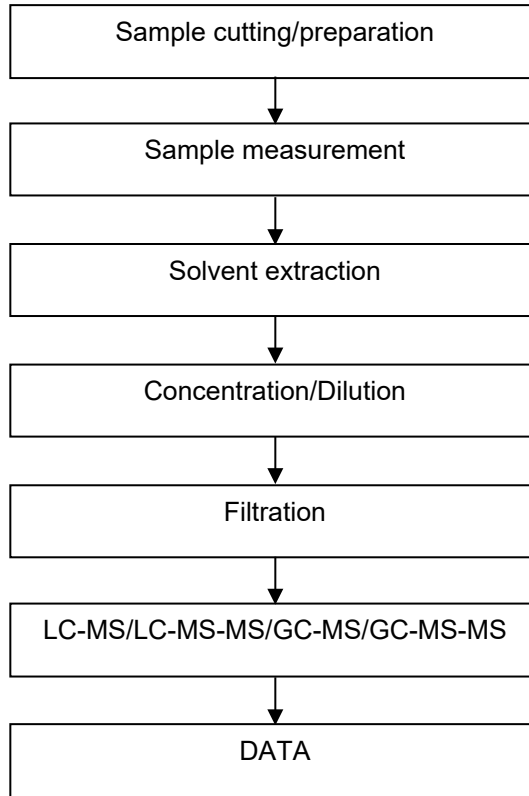 Sample cutting/preparation
Sample measurement
Solvent extraction
Concentration/Dilution
Filtration
LC-MS/LC-MS-MS/GC-MS/GC-MS-MS
DATA